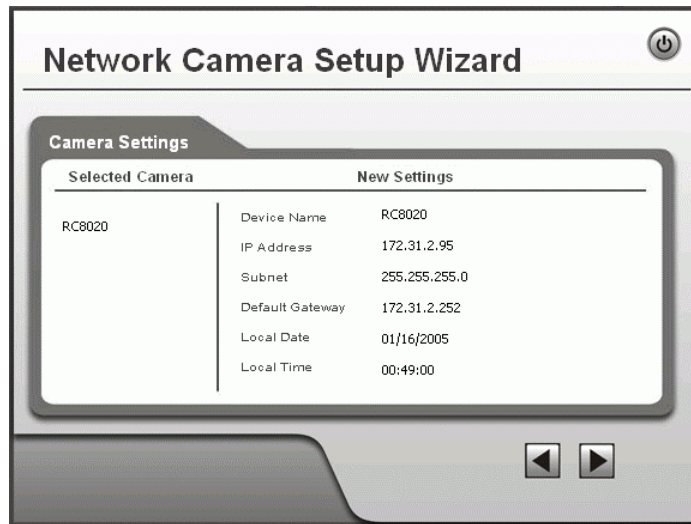 Network Camera Setup Wizard
Camera Settings
Selected Camera New Settings
RC8020
Device Name RC8020
IP Address 172.31.2.95
Subnet 255.255.255.0
Default Gateway 172.31.2.252
Local Date 01/16/2005
Local Time 00:49:00